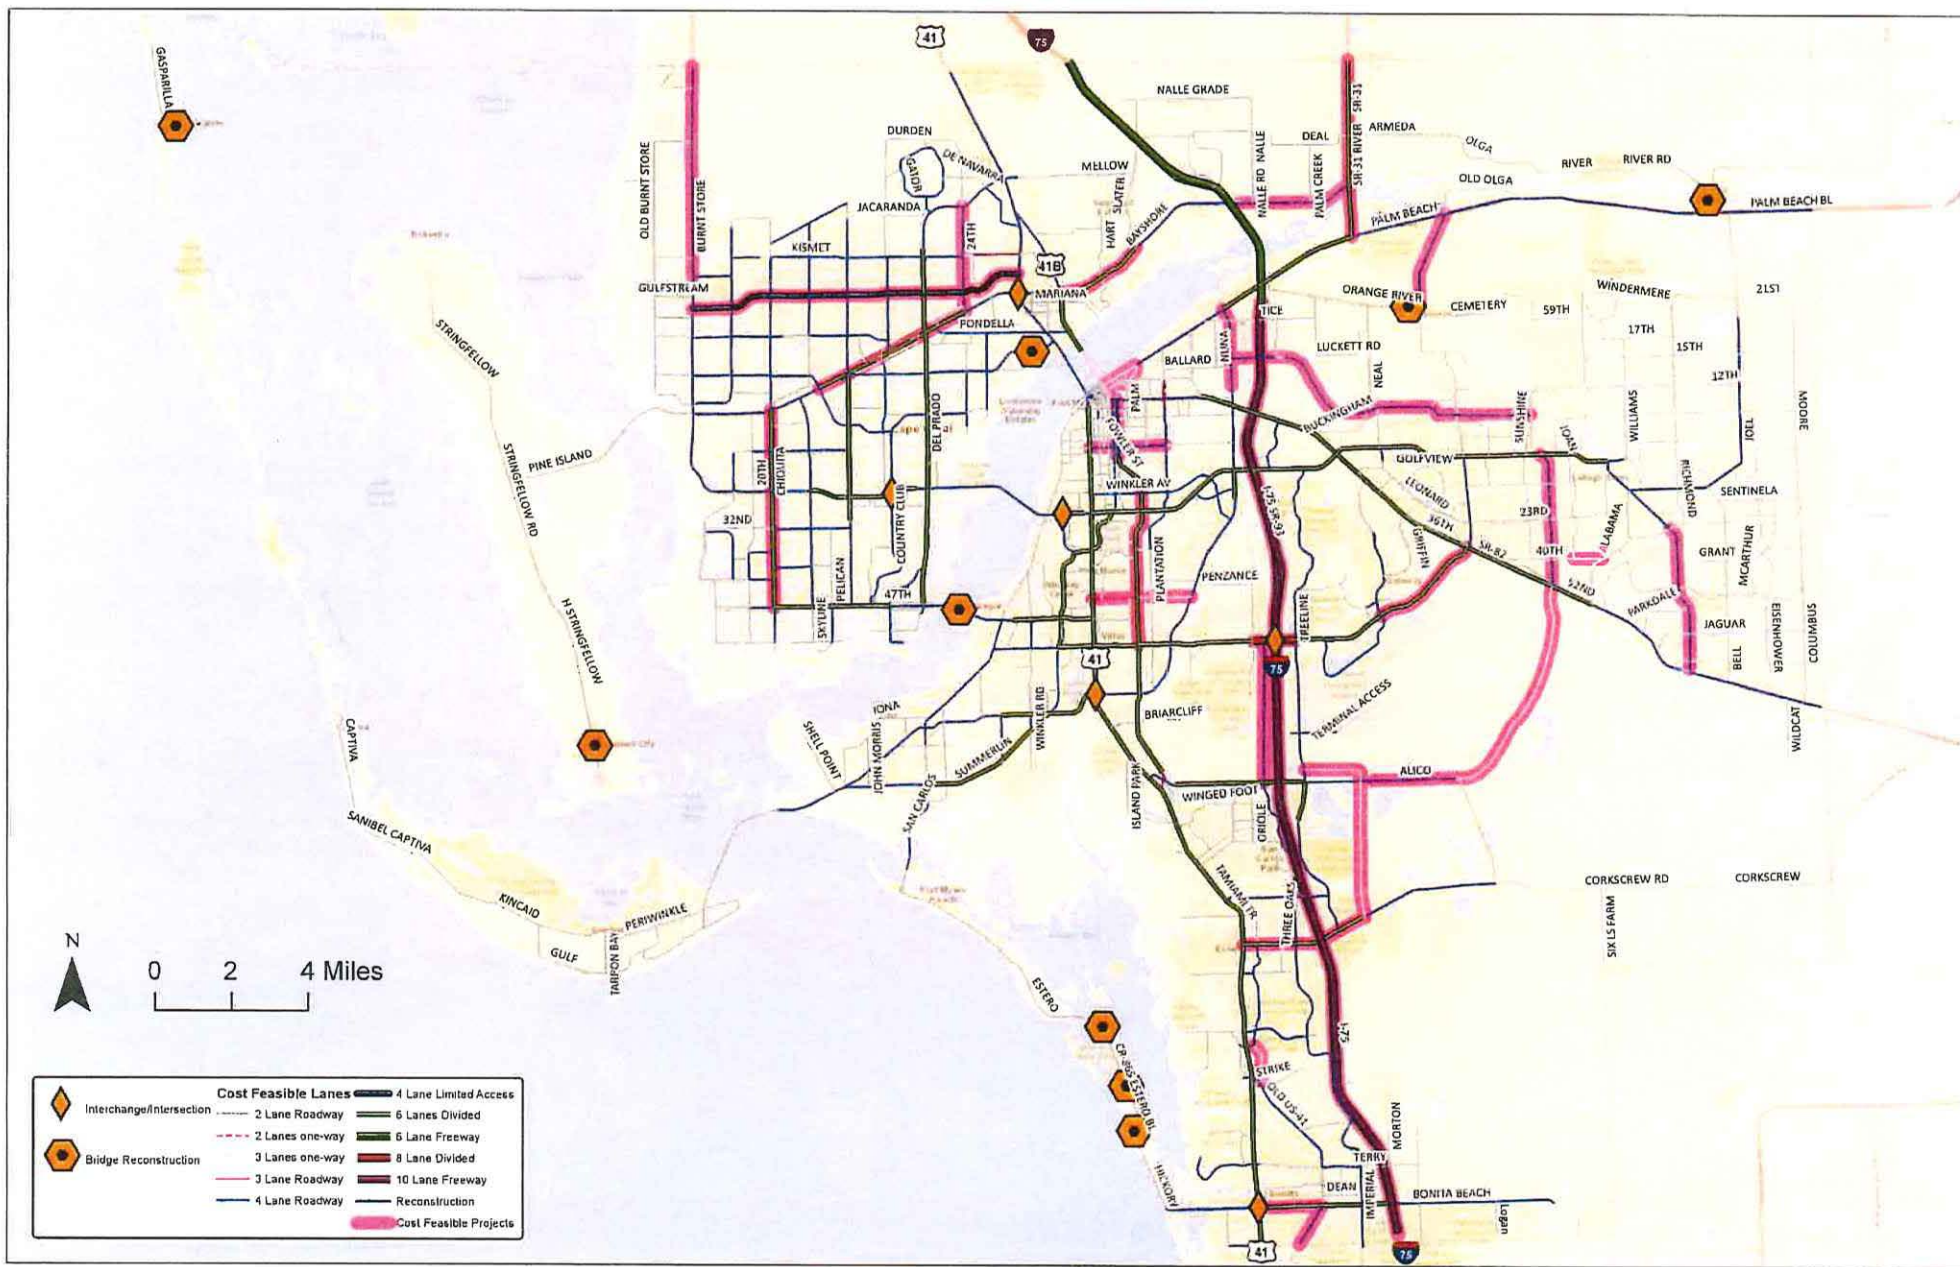 41
75
GASPARILLA
NALLE GRADE
OLD BURNT STORE
BURNT STORE
DURDEN
GATOR
DE NAVARRA
MELLOW
JACARANDA
24TH
KISMET
GULFSTREAM
HART
SLATER
BAYSHORE
NALLE RD NALLE
DEAL
PALM CREEK
SR-31 RIVER SR-31
ARMEDA
OLGA
RIVER
RIVER RD
OLD OLGA
PALM BEACH
PALM BEACH BL
41B
MARIANA
PONDELLA
ORANGE RIVER
CEMETERY
59TH
WINDERMERE
21ST
17TH
15TH
12TH
TICE
LUCKETT RD
NEAL
BALLARD
NUNA
PALM
FOWLER ST
STRINGFELLOW
PINE ISLAND
STRINGFELLOW RD
H STRINGFELLOW
DEL PRADO
20TH
CHIQUITA
32ND
COUNTRY CLUB
PELICAN
SKYLINE
47TH
WINKLER AV
PLANTATION
PENZANCE
I-75 SR-93
TREELINE
BUCKINGHAM
GOLFVIEW
LEONARD
36TH
GRIFFIN
SR-82
SUNSHINE
JOAN
WILLIAMS
JOEL
MOORE
RICHMOND
SENTINELA
23RD
40TH
ALABAMA
GRANT
MCARTHUR
52ND
PARKDALE
JAGUAR
BELL
EISENHOWER
COLUMBUS
WILDCAT
41
75
IONA
SHELL POINT
JOHN MORRIS
SUMMERLIN
WINKLER RD
SAN CARLOS
BRIARCLIFF
ISLAND PARK
TERMINAL ACCESS
WINGED FOOT
ALICO
ORIOLE
TAMIAMI TR
THREE OAKS
CORKSCREW RD
CORKSCREW
SIX LS FARM
CAPTIVA
SANIBEL CAPTIVA
KINCAID
PERIWINKLE
GULF
TARPON BAY
ESTERO
CR-865 ESTERO BL
HICKORY
I-75
STRIKE
OLD US-41
TERRY
MORTON
DEAN
IMPERIAL
BONITA BEACH
Logan
41
75
N
0 2 4 Miles
Interchange/Intersection
Bridge Reconstruction
Cost Feasible Lanes
2 Lane Roadway
2 Lanes one-way
3 Lanes one-way
3 Lane Roadway
4 Lane Roadway
4 Lane Limited Access
6 Lanes Divided
6 Lane Freeway
8 Lane Divided
10 Lane Freeway
Reconstruction
Cost Feasible Projects